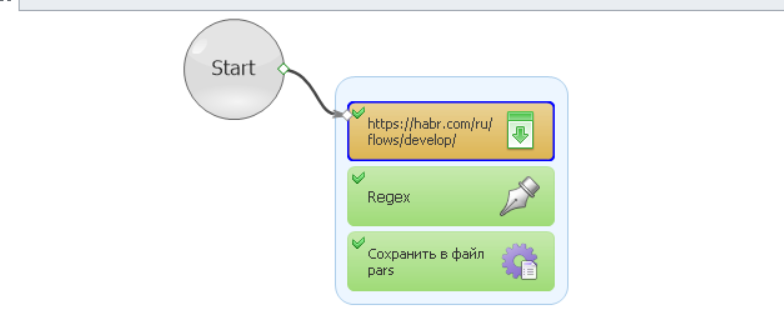 Start
https://habr.com/ru/
flows/develop/
Regex
Сохранить в файл
pars